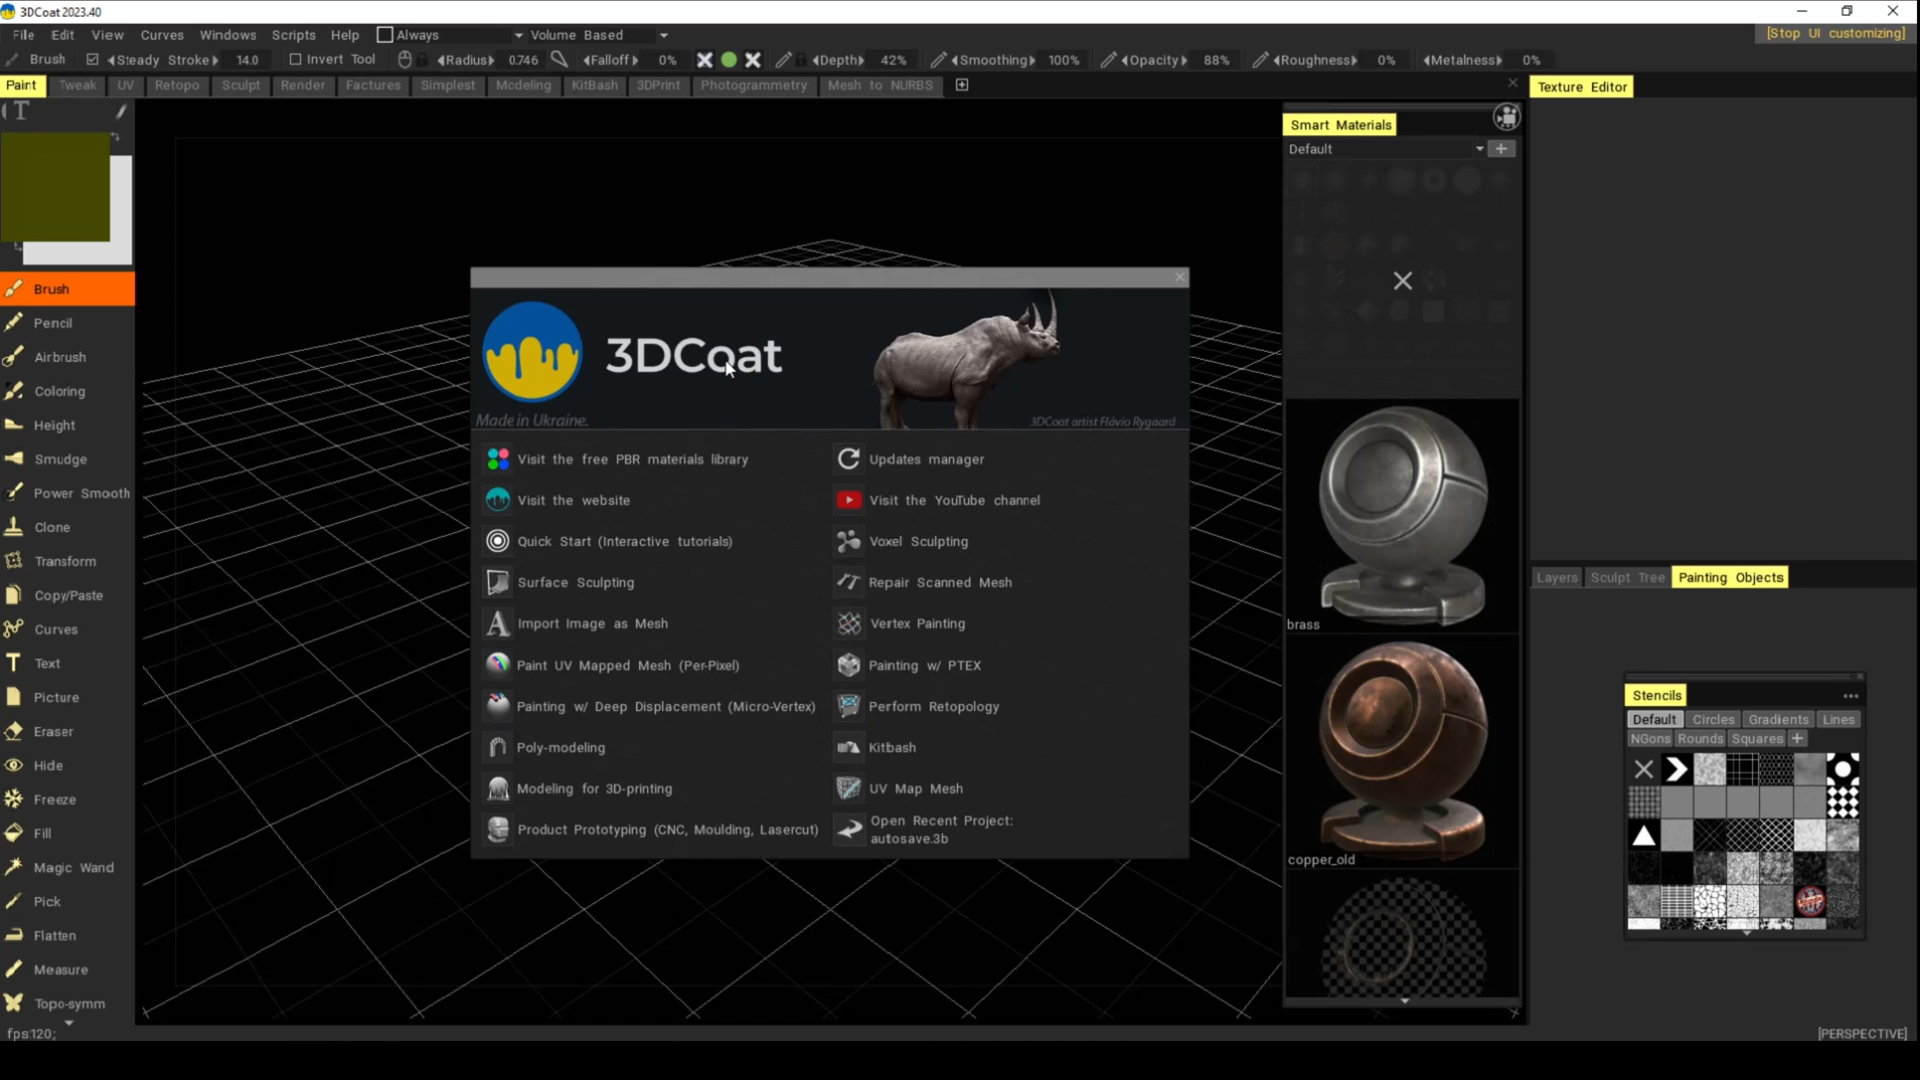 3DCoat 2023.40
File Edit View Curves Windows Scripts Help Always Volume Based [Stop UI customizing]
Brush Steady Stroke 14.0 Invert Tool Radius 0.746 Falloff 0% Depth 42% Smoothing 100% Opacity 88% Roughness 0% Metalness 0%
Paint Tweak UV Retopo Sculpt Render Factures Simplest Modeling KitBash 3DPrint Photogrammetry Mesh to NURBS
T
Brush
Pencil
Airbrush
Coloring
Height
Smudge
Power Smooth
Clone
Transform
Copy/Paste
Curves
Text
Picture
Eraser
Hide
Freeze
Fill
Magic Wand
Pick
Flatten
Measure
Topo-symm
fps:120;
3DCoat
Made in Ukraine.
3DCoat artist Flávio Rygaard
Visit the free PBR materials library
Updates manager
Visit the website
Visit the YouTube channel
Quick Start (Interactive tutorials)
Voxel Sculpting
Surface Sculpting
Repair Scanned Mesh
Import Image as Mesh
Vertex Painting
Paint UV Mapped Mesh (Per-Pixel)
Painting w/ PTEX
Painting w/ Deep Displacement (Micro-Vertex)
Perform Retopology
Poly-modeling
Kitbash
Modeling for 3D-printing
UV Map Mesh
Product Prototyping (CNC, Moulding, Lasercut)
Open Recent Project:
autosave.3b
Smart Materials
Default
brass
copper_old
Texture Editor
Layers Sculpt Tree Painting Objects
Stencils
Default Circles Gradients Lines
NGons Rounds Squares
[PERSPECTIVE]